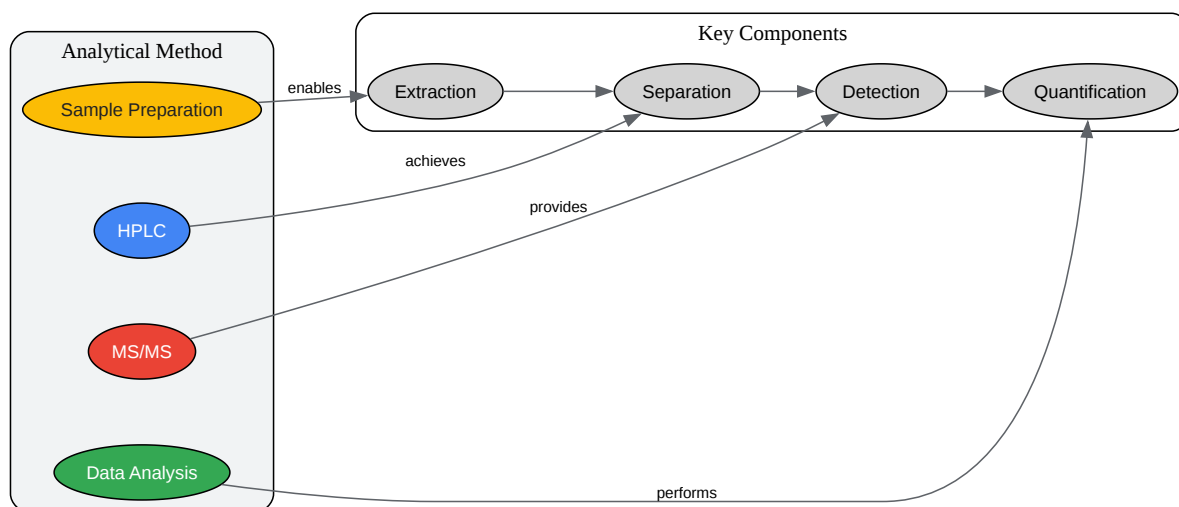 Analytical Method
Key Components
Sample Preparation
enables
Extraction
Separation
Detection
Quantification
achieves
HPLC
provides
MS/MS
Data Analysis
performs